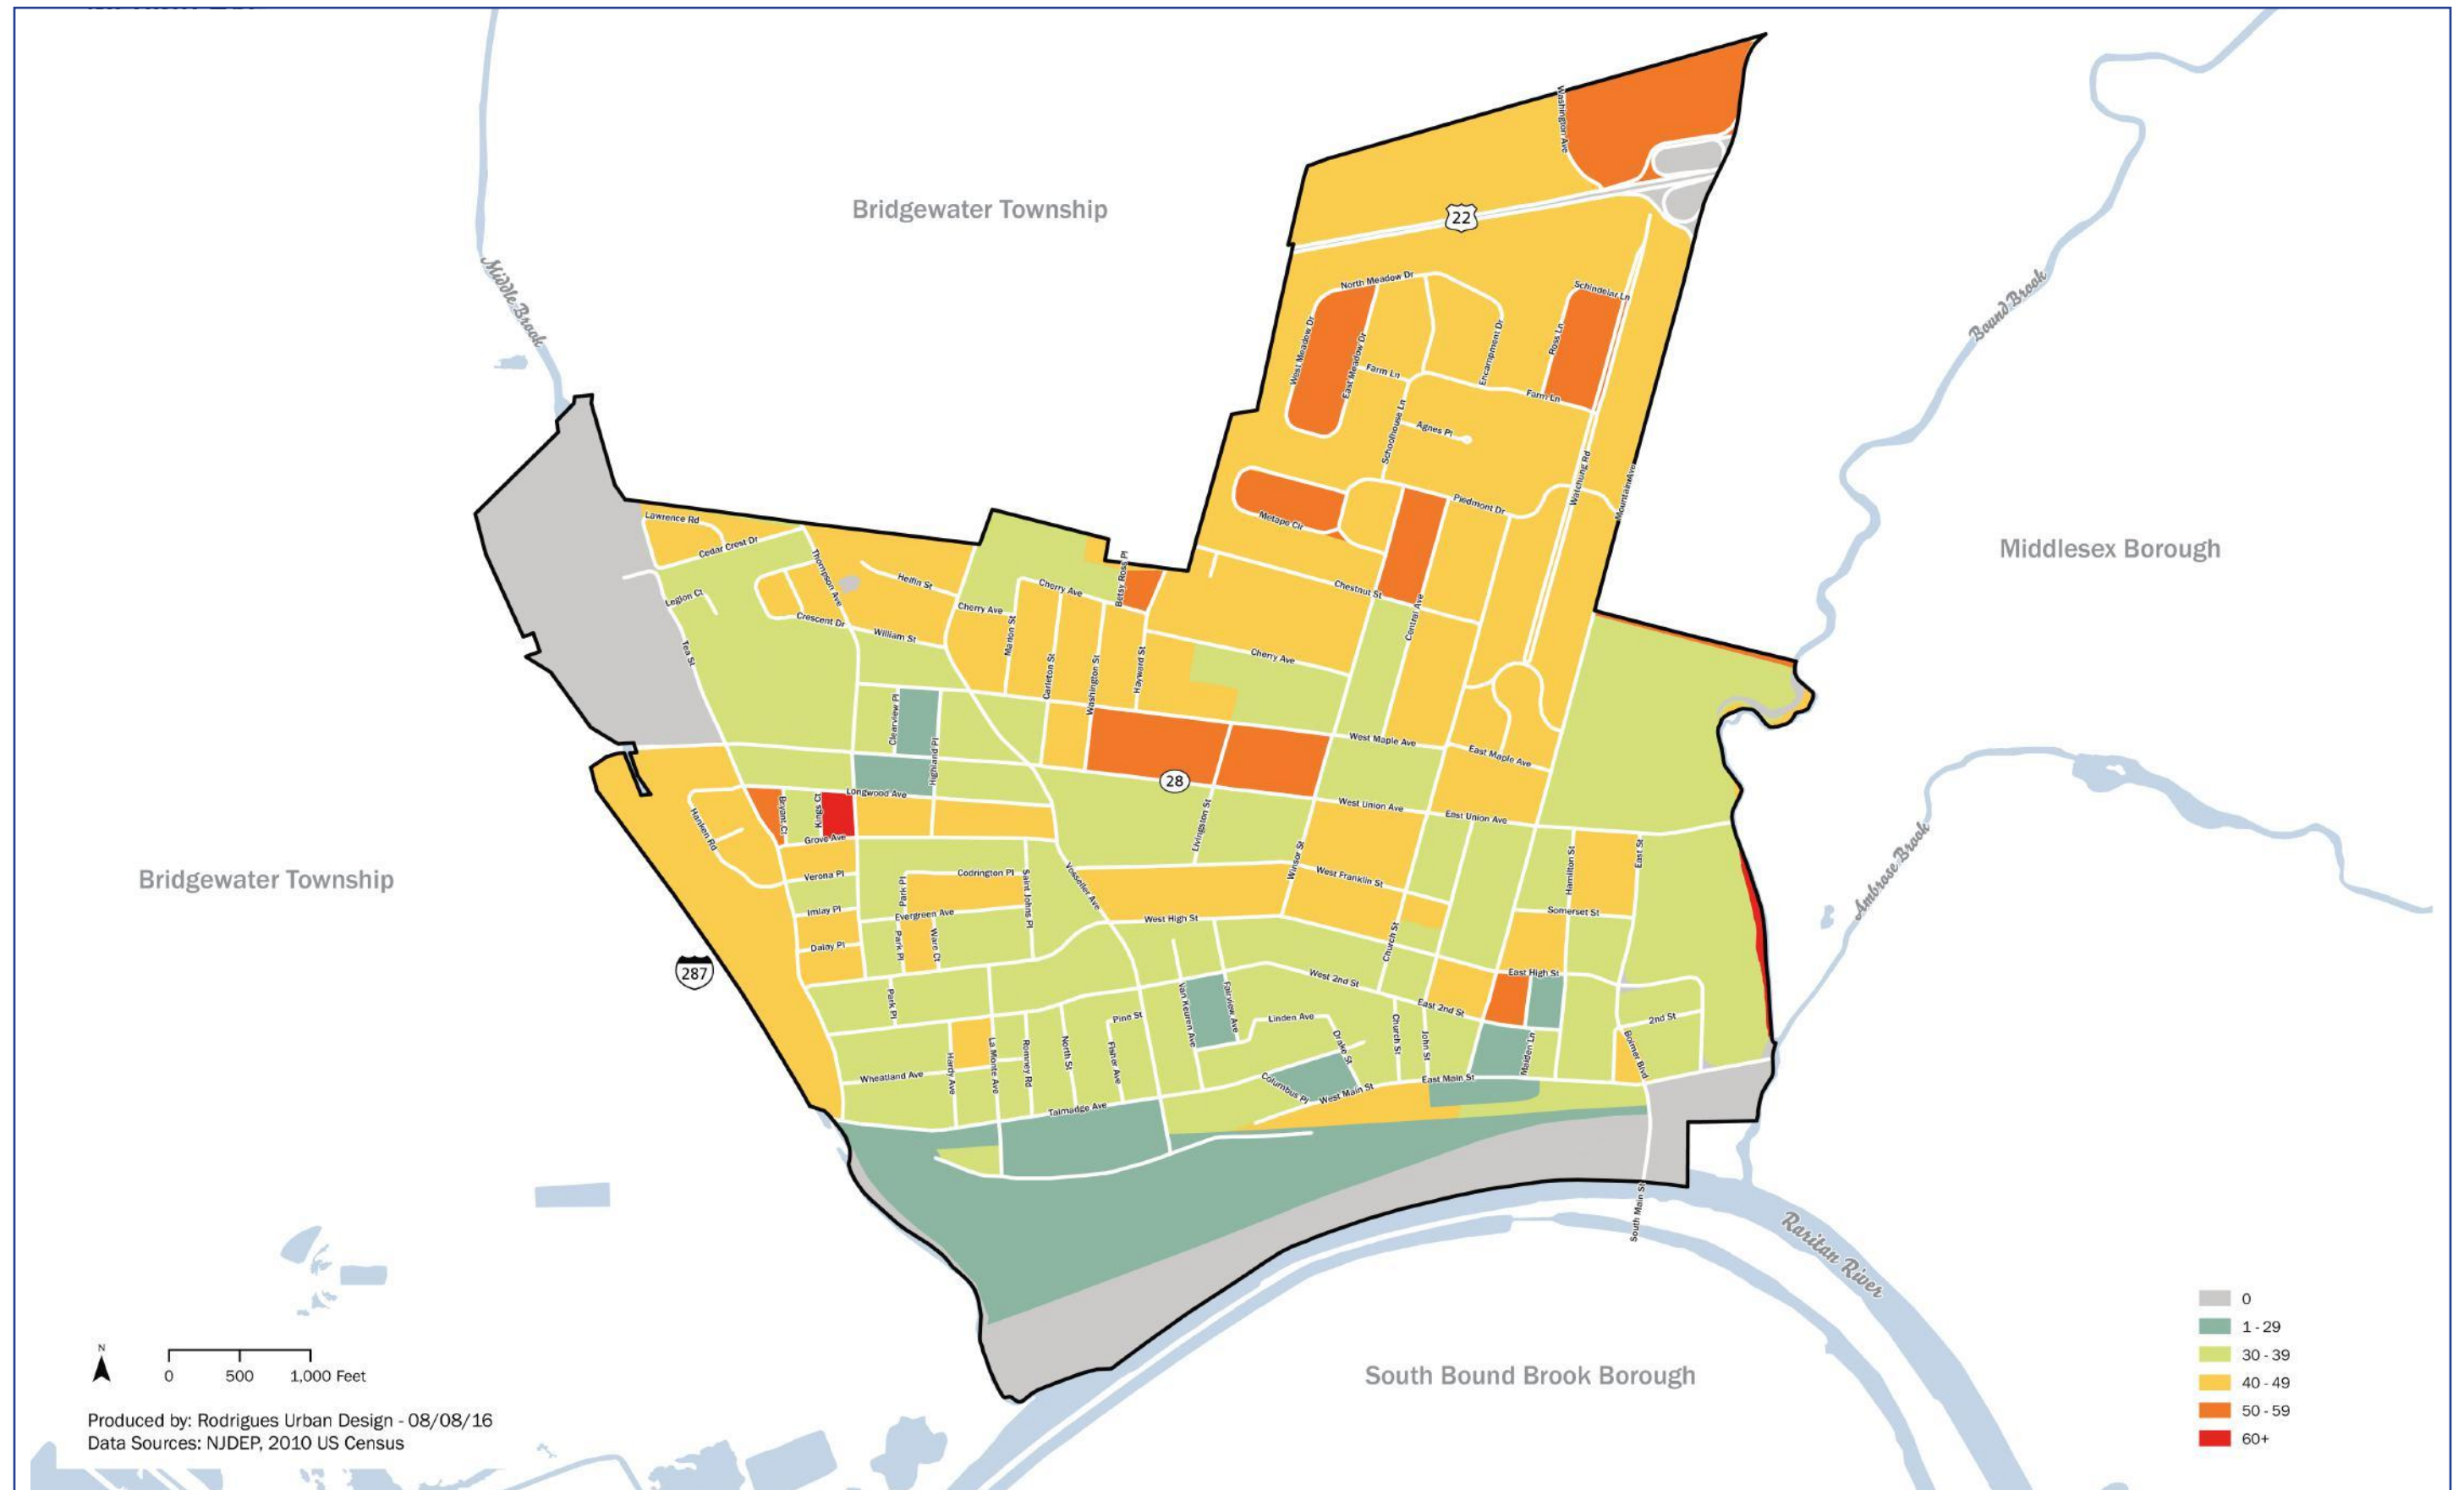 Washington Ave
Bridgewater Township
22
Middle Brook
North Meadow Dr
Schindelar Ln
Bound Brook
West Meadow Dr
East Meadow Dr
Encampment Dr
Ross Ln
Farm Ln
Farm Ln
Schoolhouse Ln
Agnes Pl
Watchung Rd
Mountain Ave
Piedmont Dr
Metape Cir
Lawrence Rd
Cedar Crest Dr
Middlesex Borough
Thompson Ave
Heflin St
Cherry Ave
Betsy Ross Pl
Chestnut St
Central Ave
Legion Ct
Cherry Ave
Crescent Dr
William St
Marion St
Tea St
Carleton St
Washington St
Hayward St
Cherry Ave
Clearview Pl
Highland Pl
West Maple Ave
East Maple Ave
28
Longwood Ave
Bryant Ct
Kings Ct
Hanken Rd
Grove Ave
Livingston St
West Union Ave
East Union Ave
Winsor St
Hamilton St
East St
Ambrose Brook
Bridgewater Township
Verona Pl
Codrington Pl
Saint Johns Pl
Vosseller Ave
West Franklin St
Park Pl
Imlay Pl
Evergreen Ave
West High St
Somerset St
Dalay Pl
Park Pl
Ware Ct
Church St
287
West 2nd St
East High St
Park Pl
Van Keuren Ave
Fairview Ave
East 2nd St
Pine St
Linden Ave
2nd St
Hardy Ave
La Monte Ave
Romney Rd
North St
Fisher Ave
Drake St
Church St
John St
Maiden Ln
Bolmer Blvd
Wheatland Ave
Columbus Pl
West Main St
East Main St
Talmadge Ave
South Main St
Raritan River
South Bound Brook Borough
0
1 - 29
30 - 39
40 - 49
50 - 59
60+
N
0 500 1,000 Feet
Produced by: Rodrigues Urban Design - 08/08/16
Data Sources: NJDEP, 2010 US Census